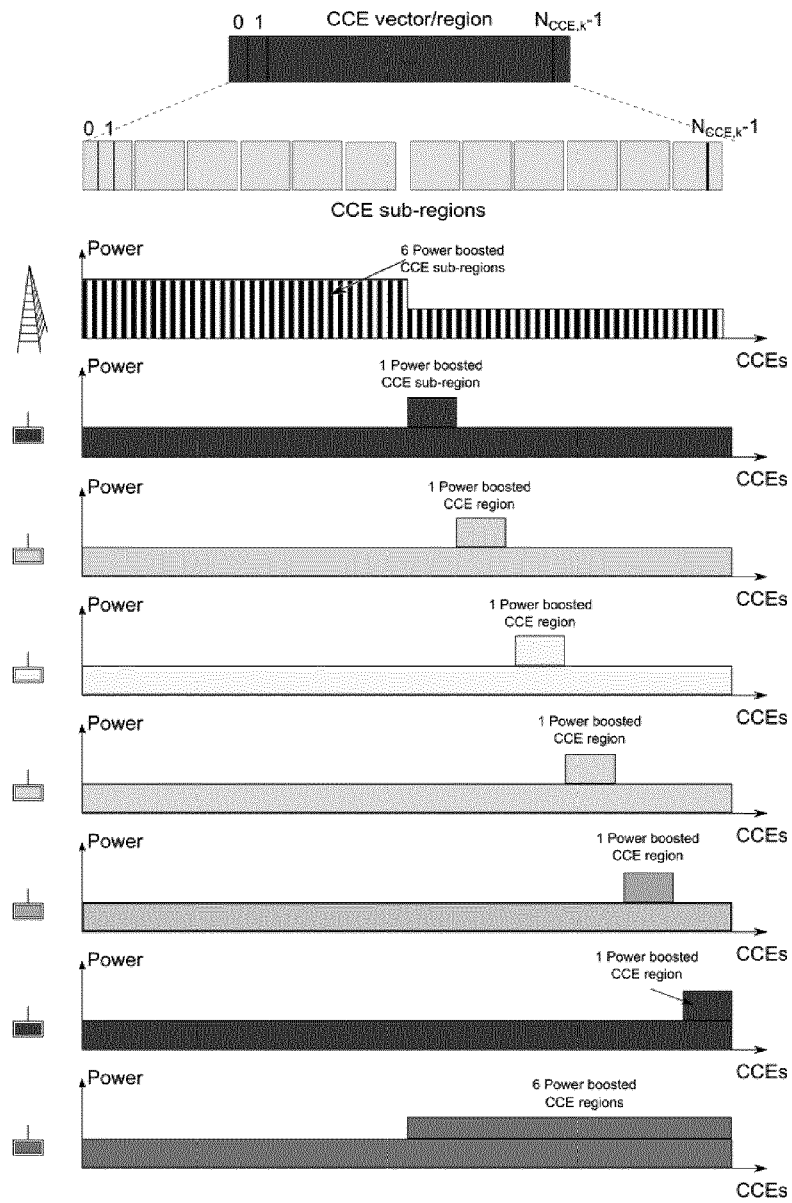 0 1 CCE vector/region N_CCE,k-1
0 1 N_CCE,k-1
CCE sub-regions
Power
6 Power boosted
CCE sub-regions
CCEs
Power
1 Power boosted
CCE sub-region
CCEs
Power
1 Power boosted
CCE region
CCEs
Power
1 Power boosted
CCE region
CCEs
Power
1 Power boosted
CCE region
CCEs
Power
1 Power boosted
CCE region
CCEs
Power
1 Power boosted
CCE region
CCEs
Power
6 Power boosted
CCE regions
CCEs